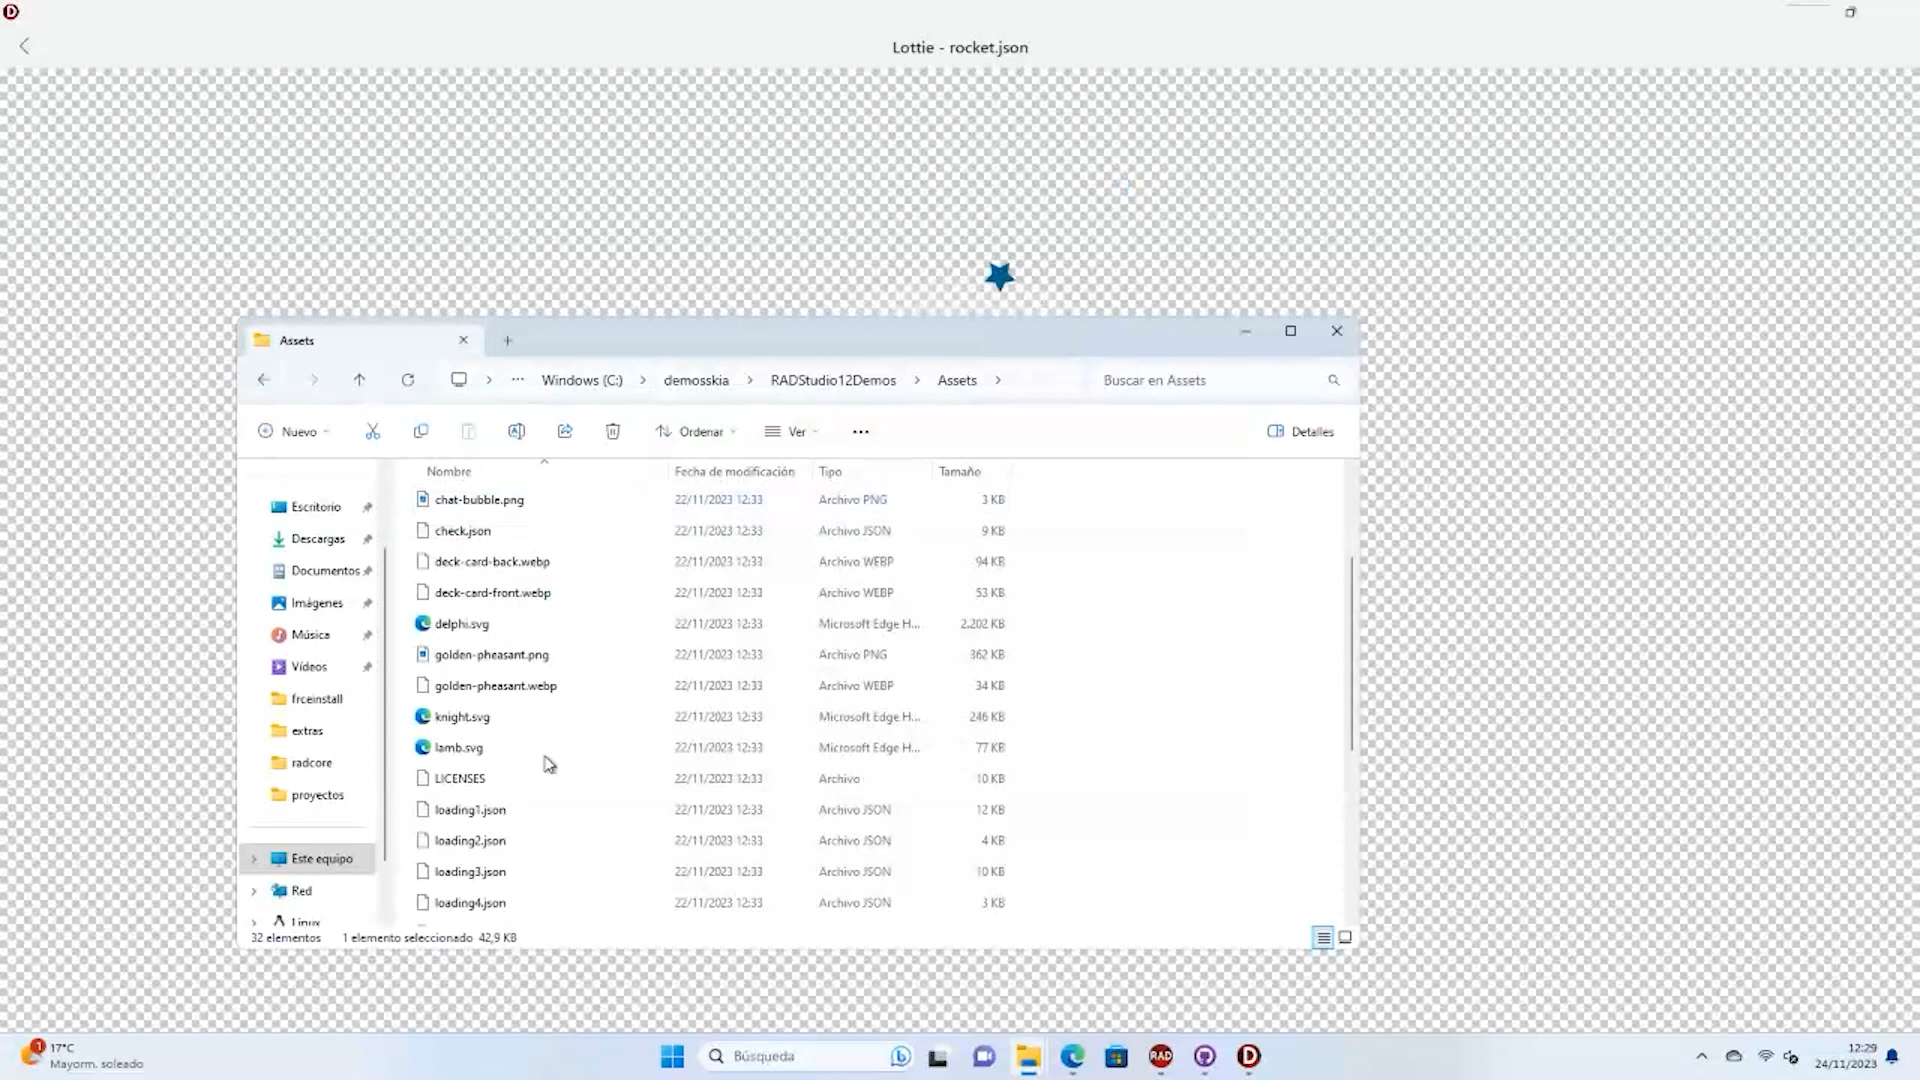 Lottie - rocket.json
Assets
Windows (C:) demosskia RADStudio12Demos Assets
Buscar en Assets
Nuevo
Ordenar
Ver
Detalles
Nombre Fecha de modificación Tipo Tamaño
chat-bubble.png 22/11/2023 12:33 Archivo PNG 3 KB
check.json 22/11/2023 12:33 Archivo JSON 9 KB
deck-card-back.webp 22/11/2023 12:33 Archivo WEBP 94 KB
deck-card-front.webp 22/11/2023 12:33 Archivo WEBP 53 KB
delphi.svg 22/11/2023 12:33 Microsoft Edge H... 2.202 KB
golden-pheasant.png 22/11/2023 12:33 Archivo PNG 362 KB
golden-pheasant.webp 22/11/2023 12:33 Archivo WEBP 34 KB
knight.svg 22/11/2023 12:33 Microsoft Edge H... 246 KB
lamb.svg 22/11/2023 12:33 Microsoft Edge H... 77 KB
LICENSES 22/11/2023 12:33 Archivo 10 KB
loading1.json 22/11/2023 12:33 Archivo JSON 12 KB
loading2.json 22/11/2023 12:33 Archivo JSON 4 KB
loading3.json 22/11/2023 12:33 Archivo JSON 10 KB
loading4.json 22/11/2023 12:33 Archivo JSON 3 KB
Escritorio
Descargas
Documentos
Imágenes
Música
Vídeos
frceinstall
extras
radcore
proyectos
Este equipo
Red
Linux
32 elementos 1 elemento seleccionado 42,9 KB
1
17°C
Mayorm. soleado
Búsqueda
RAD
D
12:29
24/11/2023